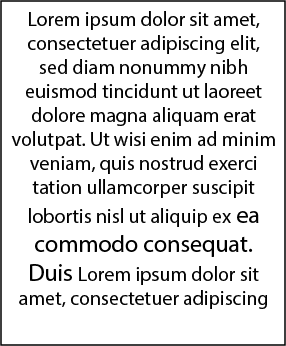 Lorem ipsum dolor sit amet,
consectetuer adipiscing elit,
sed diam nonummy nibh
euismod tincidunt ut laoreet
dolore magna aliquam erat
volutpat. Ut wisi enim ad minim
veniam, quis nostrud exerci
tation ullamcorper suscipit
lobortis nisl ut aliquip ex ea
commodo consequat.
Duis Lorem ipsum dolor sit
amet, consectetuer adipiscing